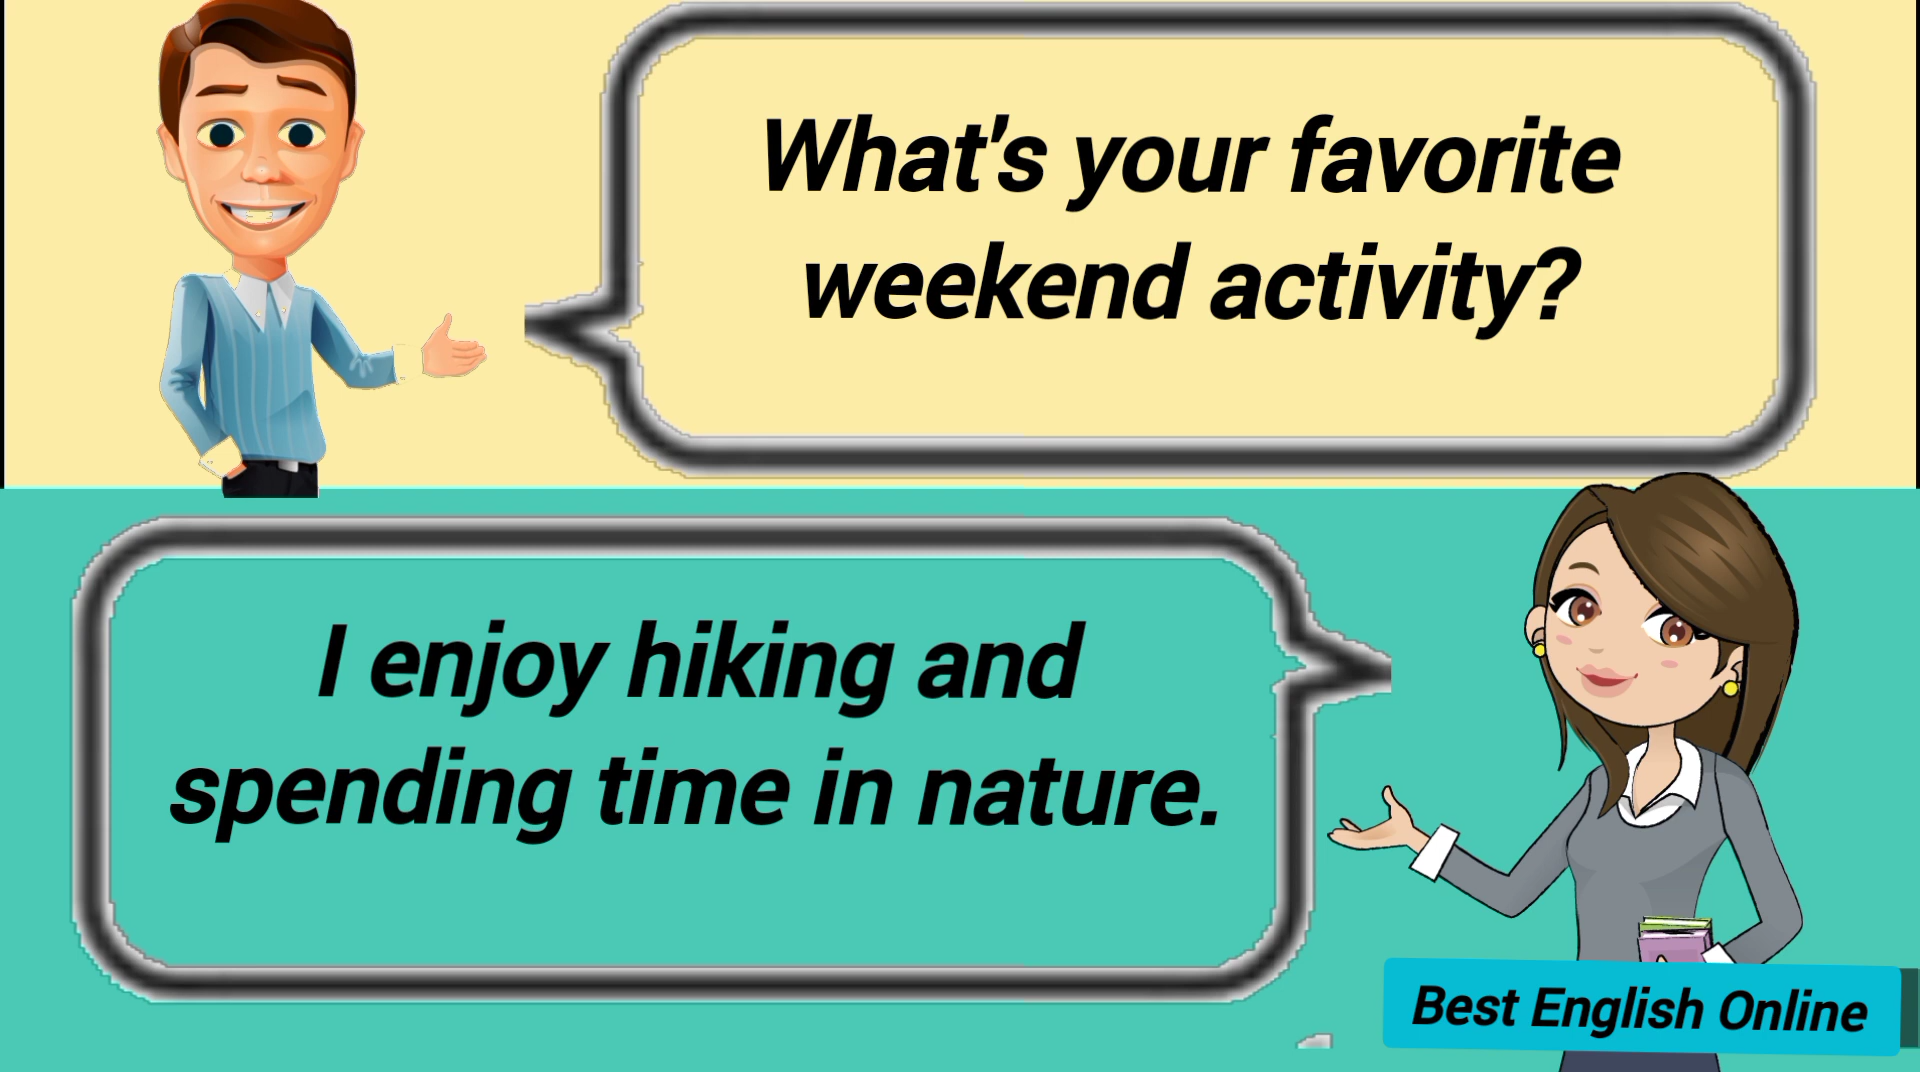 What's your favorite
weekend activity?
I enjoy hiking and
spending time in nature.
Best English Online